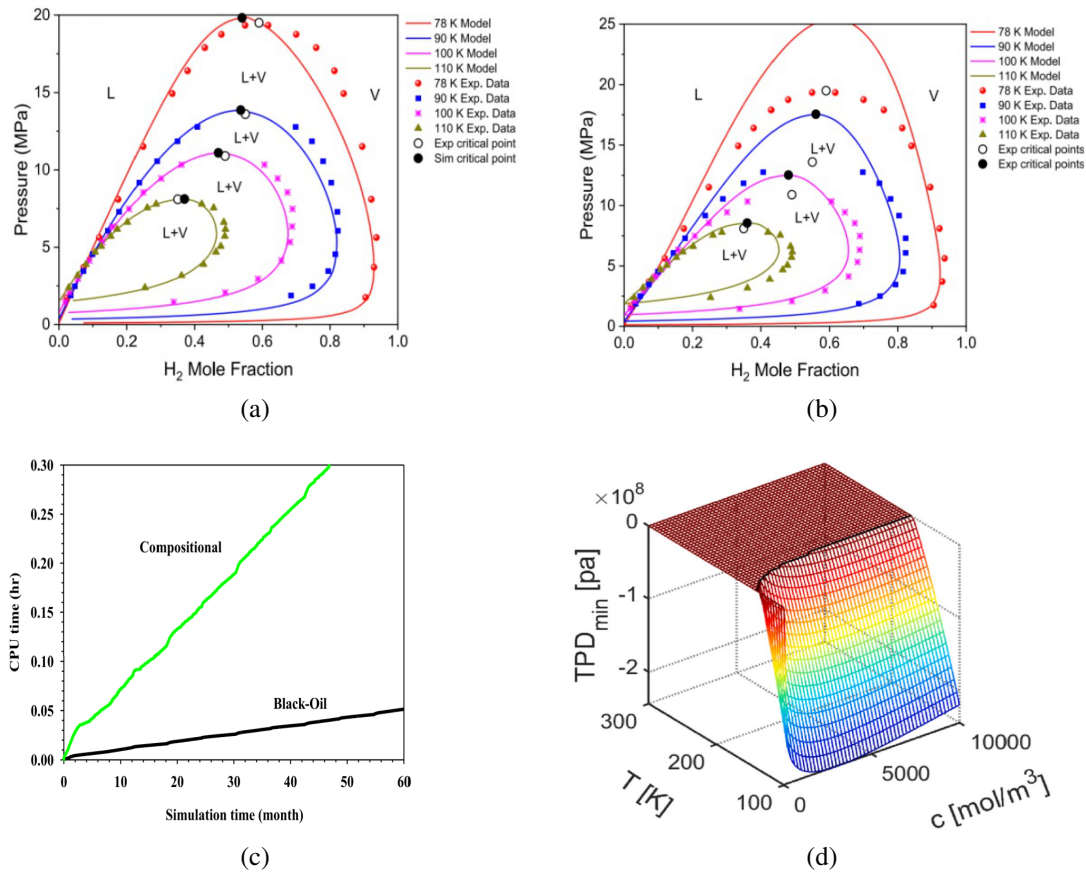 20
15
10
5
0
Pressure (MPa)
0.0 0.2 0.4 0.6 0.8 1.0
H2 Mole Fraction
L
L+V
V
L+V
L+V
L+V
78 K Model
90 K Model
100 K Model
110 K Model
78 K Exp. Data
90 K Exp. Data
100 K Exp. Data
110 K Exp. Data
Exp critical point
Sim critical point
(a)
25
20
15
10
5
0
Pressure (MPa)
0.0 0.2 0.4 0.6 0.8 1.0
H2 Mole Fraction
L
V
L+V
L+V
L+V
78 K Model
90 K Model
100 K Model
110 K Model
78 K Exp. Data
90 K Exp. Data
100 K Exp. Data
110 K Exp. Data
Exp critical points
Exp critical points
(b)
0.30
0.25
0.20
0.15
0.10
0.05
0.00
CPU time (hr)
Compositional
Black-Oil
0 10 20 30 40 50 60
Simulation time (month)
(c)
×10^8
0
-1
-2
TPDmin [pa]
300
200
100
T [K]
0
5000
10000
c [mol/m^3]
(d)